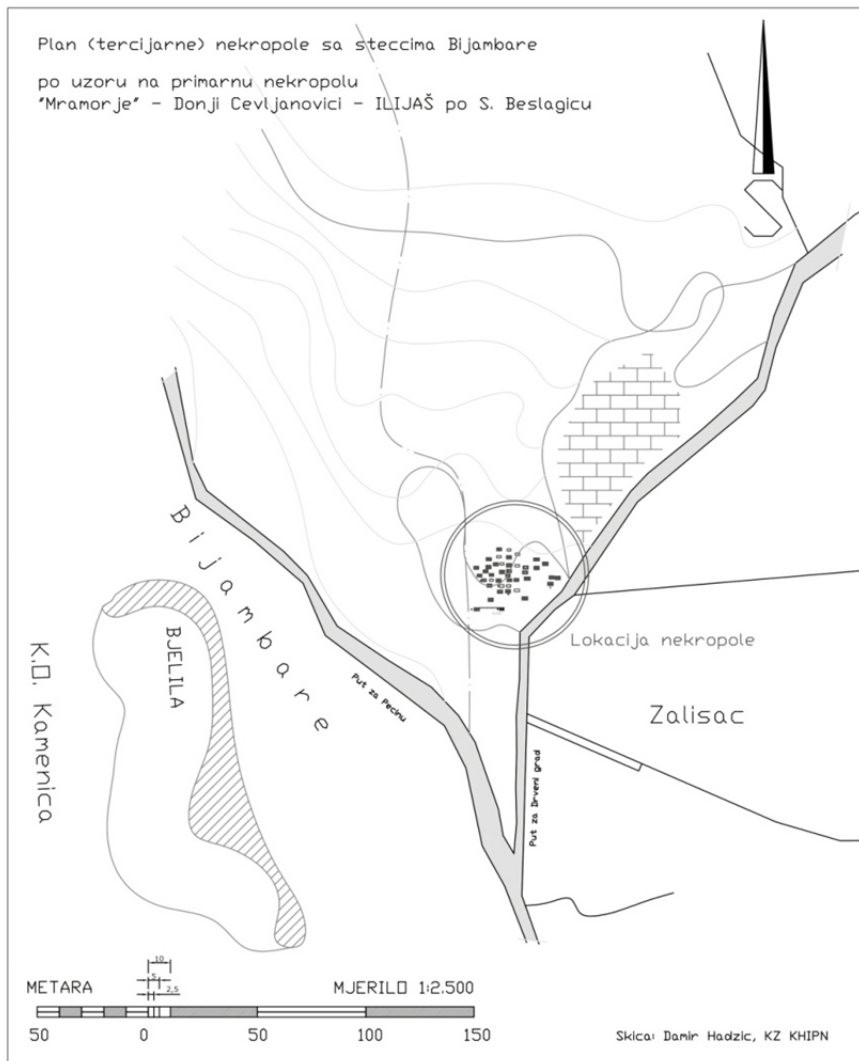 Plan (tercijarne) nekropole sa steccima Bijambare
po uzoru na primarnu nekropolu
"Mramorje" - Donji Cevljanovici - ILIJAŠ po S. Beslagicu
S
Bijambare
BJELILA
K.□. Kamenica
Put za Pecinu
Lokacija nekropole
Zalisac
Put za Drveni grad
10
5
2,5
METARA
MJERIL□ 1:2.500
50 0 50 100 150
Skica: Damir Hadzic, KZ KHIPN